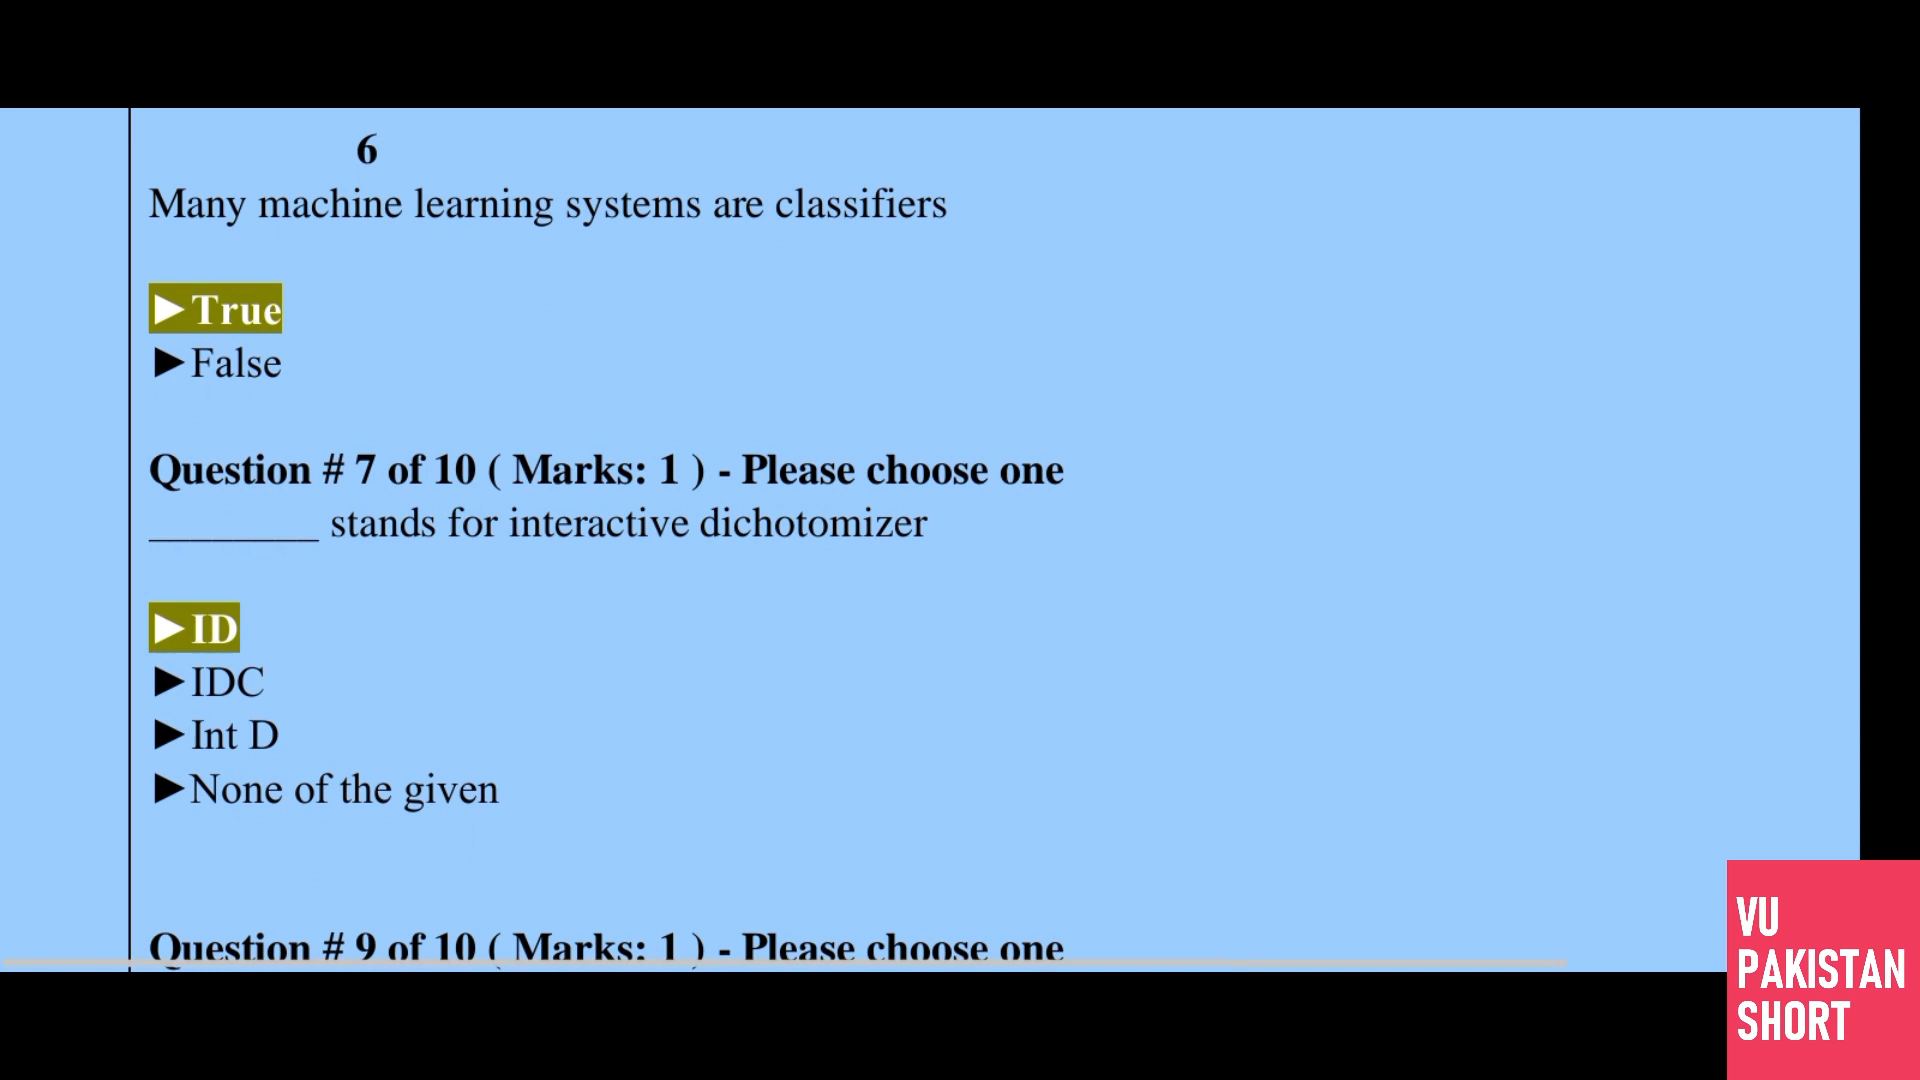 6
Many machine learning systems are classifiers
►True
►False
Question # 7 of 10 ( Marks: 1 ) - Please choose one
________ stands for interactive dichotomizer
►ID
►IDC
►Int D
►None of the given
Question # 9 of 10 ( Marks: 1 ) - Please choose one
VU
PAKISTAN
SHORT